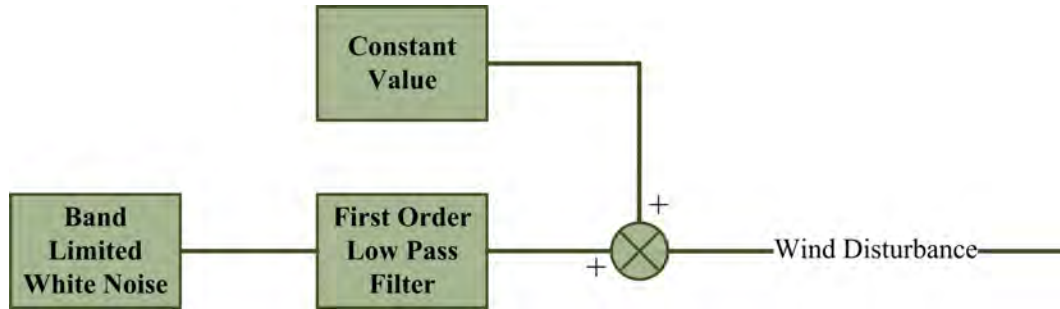 Constant
Value
+
Band
Limited
White Noise
First Order
Low Pass
Filter
+
Wind Disturbance